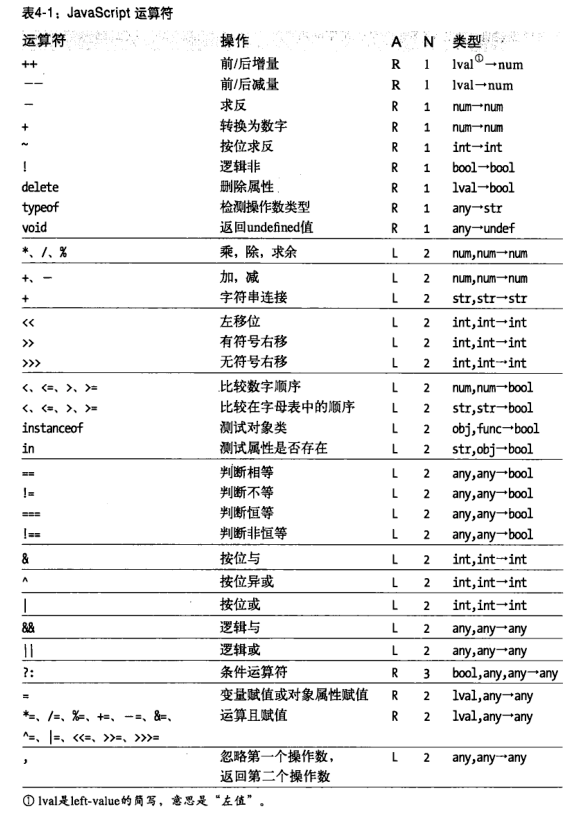 表4-1：JavaScript 运算符
运算符 操作 A N 类型
++ 前/后增量 R 1 lval①→num
-- 前/后减量 R 1 lval→num
- 求反 R 1 num→num
+ 转换为数字 R 1 num→num
~ 按位求反 R 1 int→int
! 逻辑非 R 1 bool→bool
delete 删除属性 R 1 lval→bool
typeof 检测操作数类型 R 1 any→str
void 返回undefined值 R 1 any→undef
*、/、% 乘，除，求余 L 2 num,num→num
+、- 加，减 L 2 num,num→num
+ 字符串连接 L 2 str,str→str
<< 左移位 L 2 int,int→int
>> 有符号右移 L 2 int,int→int
>>> 无符号右移 L 2 int,int→int
<、<=、>、>= 比较数字顺序 L 2 num,num→bool
<、<=、>、>= 比较在字母表中的顺序 L 2 str,str→bool
instanceof 测试对象类 L 2 obj,func→bool
in 测试属性是否存在 L 2 str,obj→bool
== 判断相等 L 2 any,any→bool
!= 判断不等 L 2 any,any→bool
=== 判断恒等 L 2 any,any→bool
!== 判断非恒等 L 2 any,any→bool
& 按位与 L 2 int,int→int
^ 按位异或 L 2 int,int→int
| 按位或 L 2 int,int→int
&& 逻辑与 L 2 any,any→any
|| 逻辑或 L 2 any,any→any
?: 条件运算符 R 3 bool,any,any→any
= 变量赋值或对象属性赋值 R 2 lval,any→any
*=、/=、%=、+=、-=、&=、 运算且赋值 R 2 lval,any→any
^=、|=、<<=、>>=、>>>=
, 忽略第一个操作数， L 2 any,any→any
返回第二个操作数
① lval是left-value的简写，意思是“左值”。